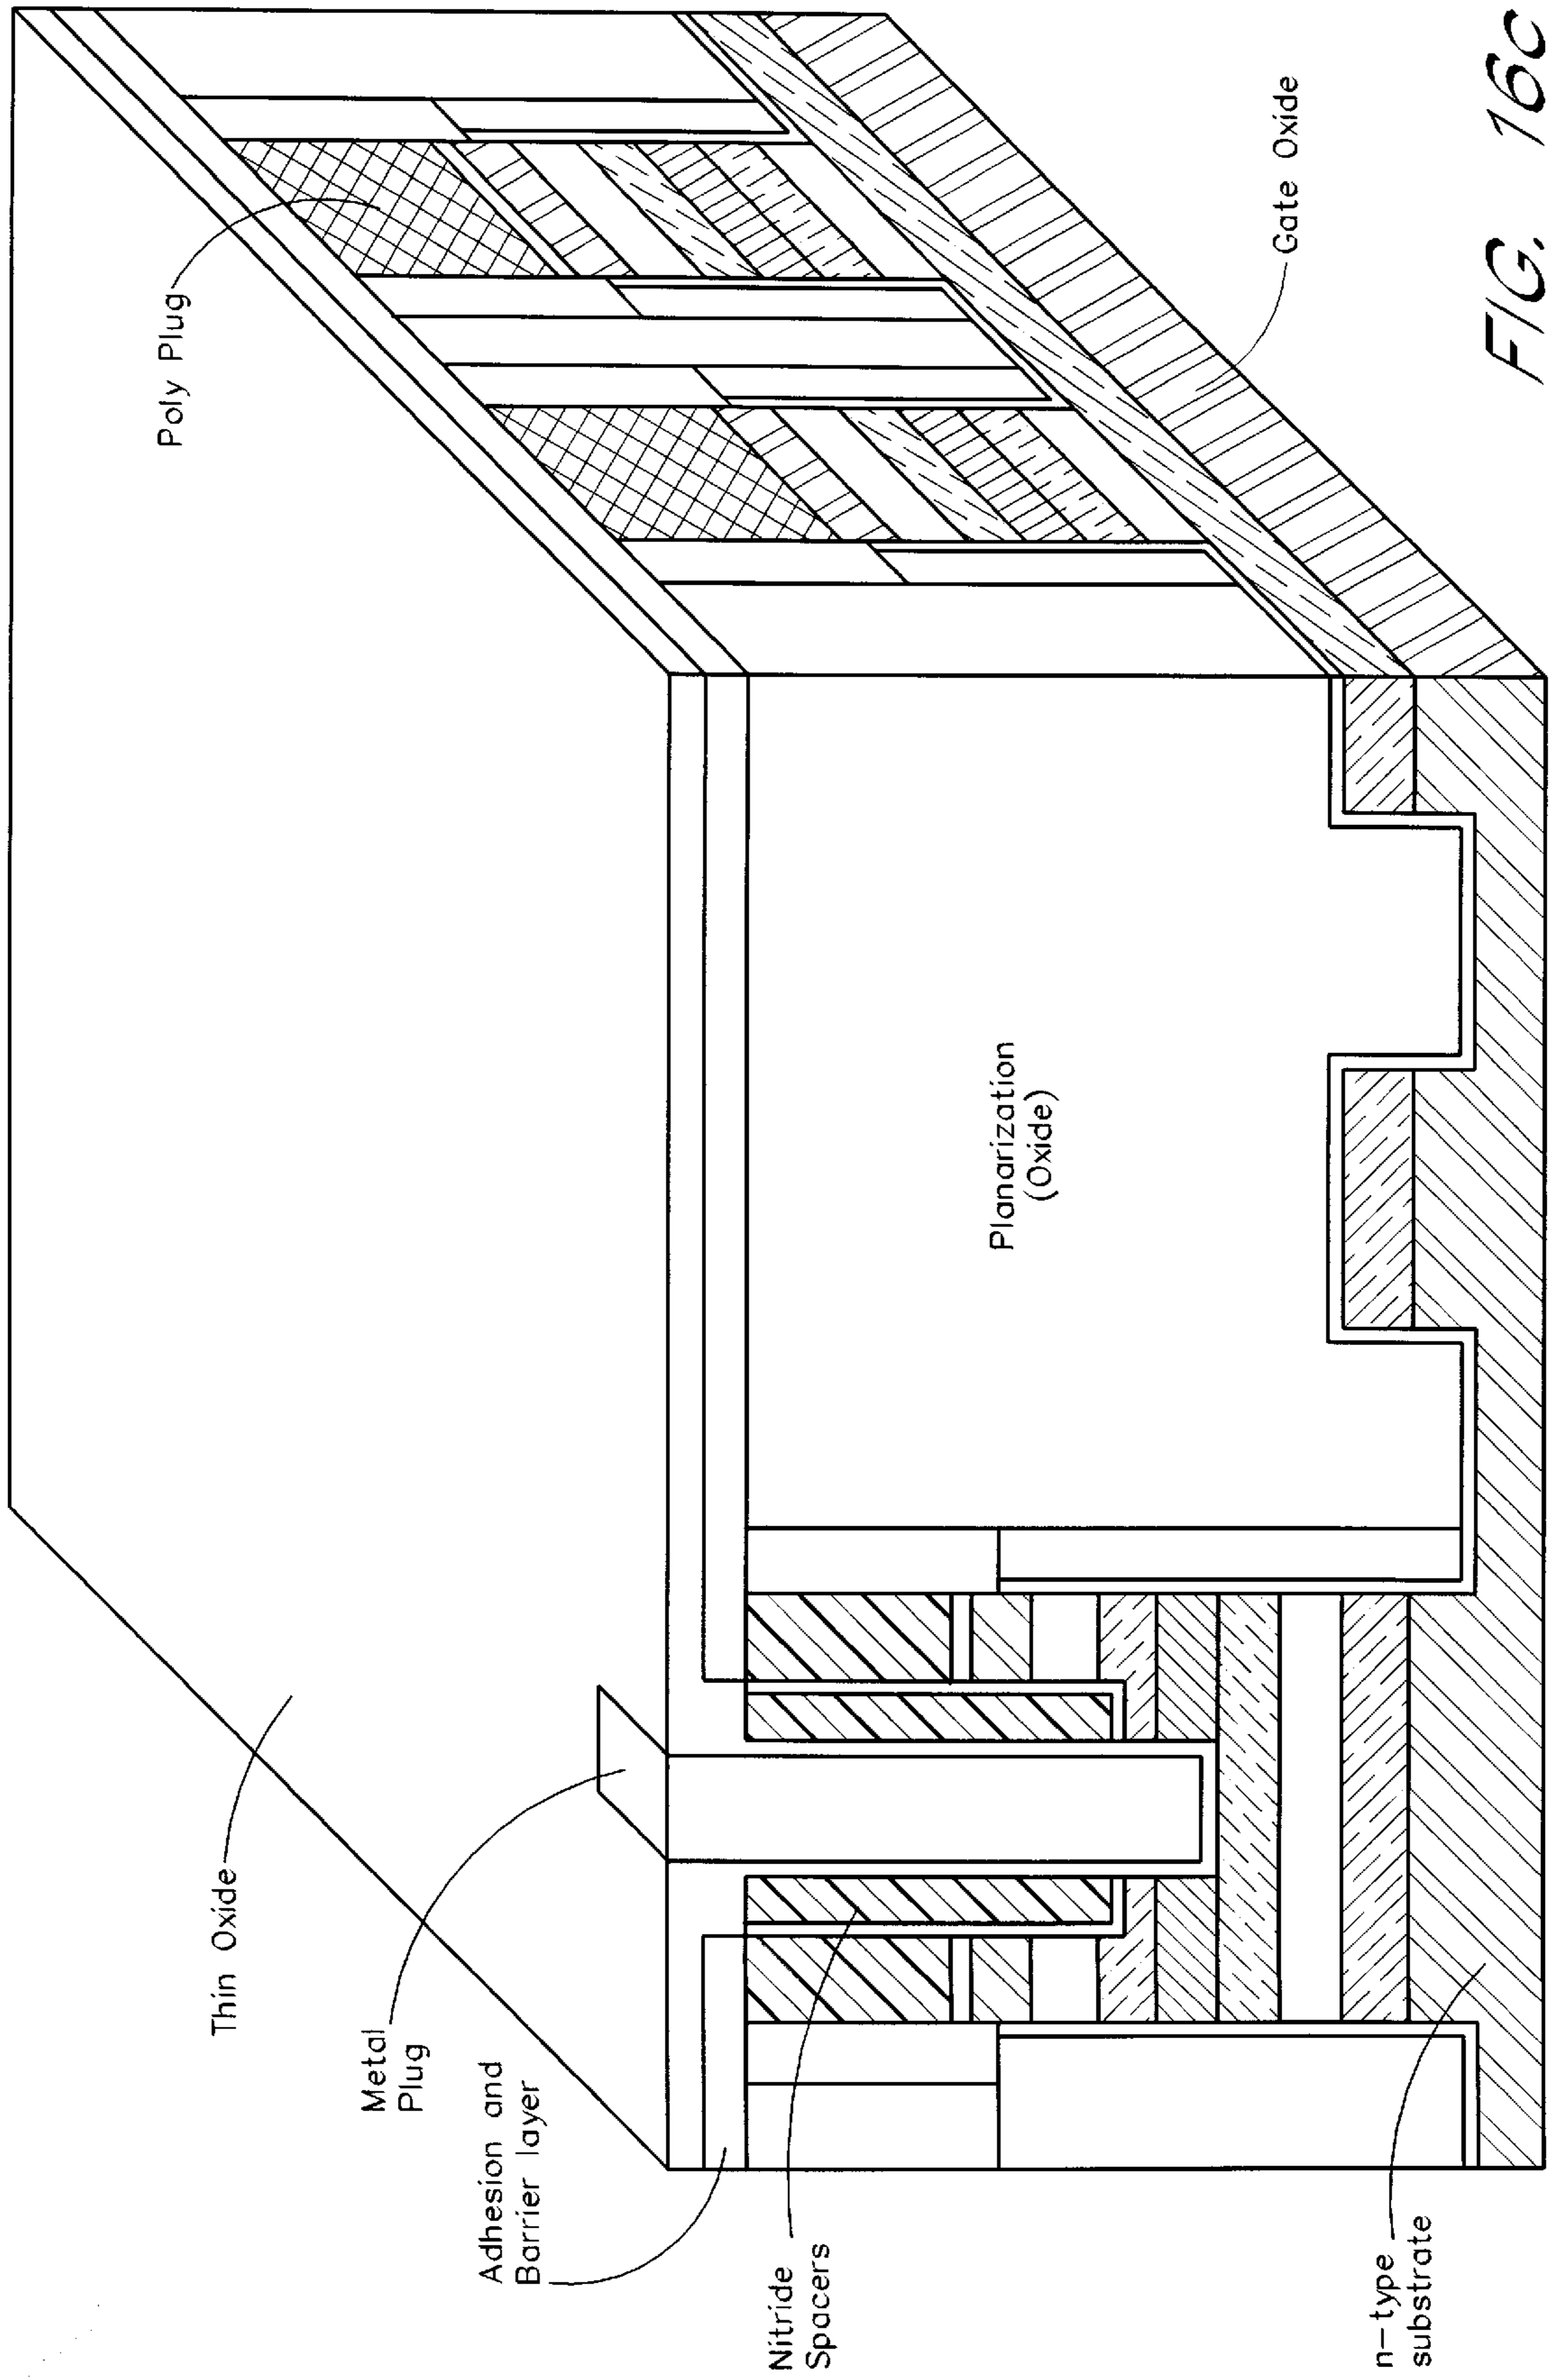 Thin Oxide
Poly Plug
Metal
Plug
Adhesion and
Barrier layer
Nitride
Spacers
Planarization
(Oxide)
Gate Oxide
n-type
substrate
FIG. 16C